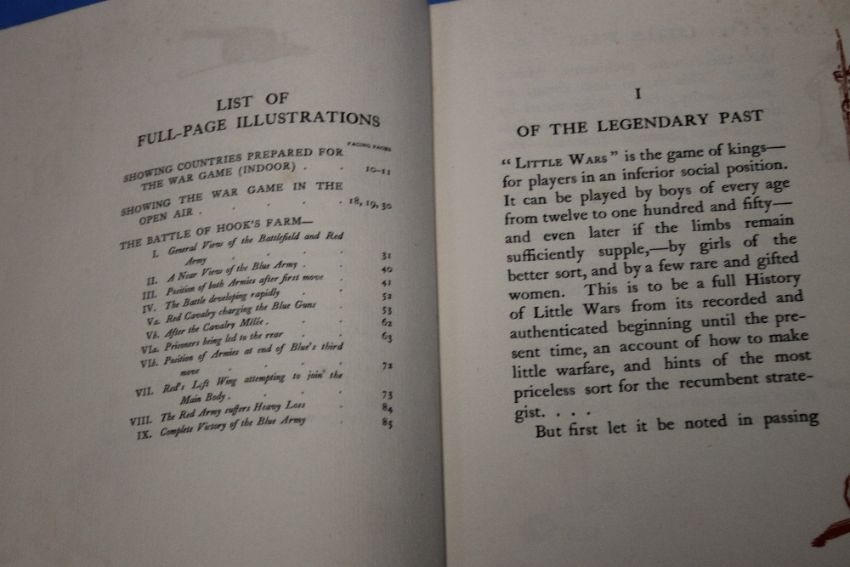 LIST OF
FULL-PAGE ILLUSTRATIONS
FACING PAGES
SHOWING COUNTRIES PREPARED FOR
THE WAR GAME (INDOOR) . . 10-11
SHOWING THE WAR GAME IN THE
OPEN AIR . . . . . 18, 19, 30
THE BATTLE OF HOOK'S FARM—
I. General View of the Battlefield and Red
Army . . . . . 31
II. A Near View of the Blue Army . . 40
III. Position of both Armies after first move . 41
IV. The Battle developing rapidly . . 52
Va. Red Cavalry charging the Blue Guns . 53
Vb. After the Cavalry Mêlée . . . 62
VIa. Prisoners being led to the rear . . 63
VIb. Position of Armies at end of Blue's third
move . . . . . 72
VII. Red's Left Wing attempting to join the
Main Body . . . . . 73
VIII. The Red Army suffers Heavy Loss . 84
IX. Complete Victory of the Blue Army . 85
I
OF THE LEGENDARY PAST
"LITTLE WARS" is the game of kings—
for players in an inferior social position.
It can be played by boys of every age
from twelve to one hundred and fifty—
and even later if the limbs remain
sufficiently supple,—by girls of the
better sort, and by a few rare and gifted
women. This is to be a full History
of Little Wars from its recorded and
authenticated beginning until the pre-
sent time, an account of how to make
little warfare, and hints of the most
priceless sort for the recumbent strate-
gist. . . .
But first let it be noted in passing